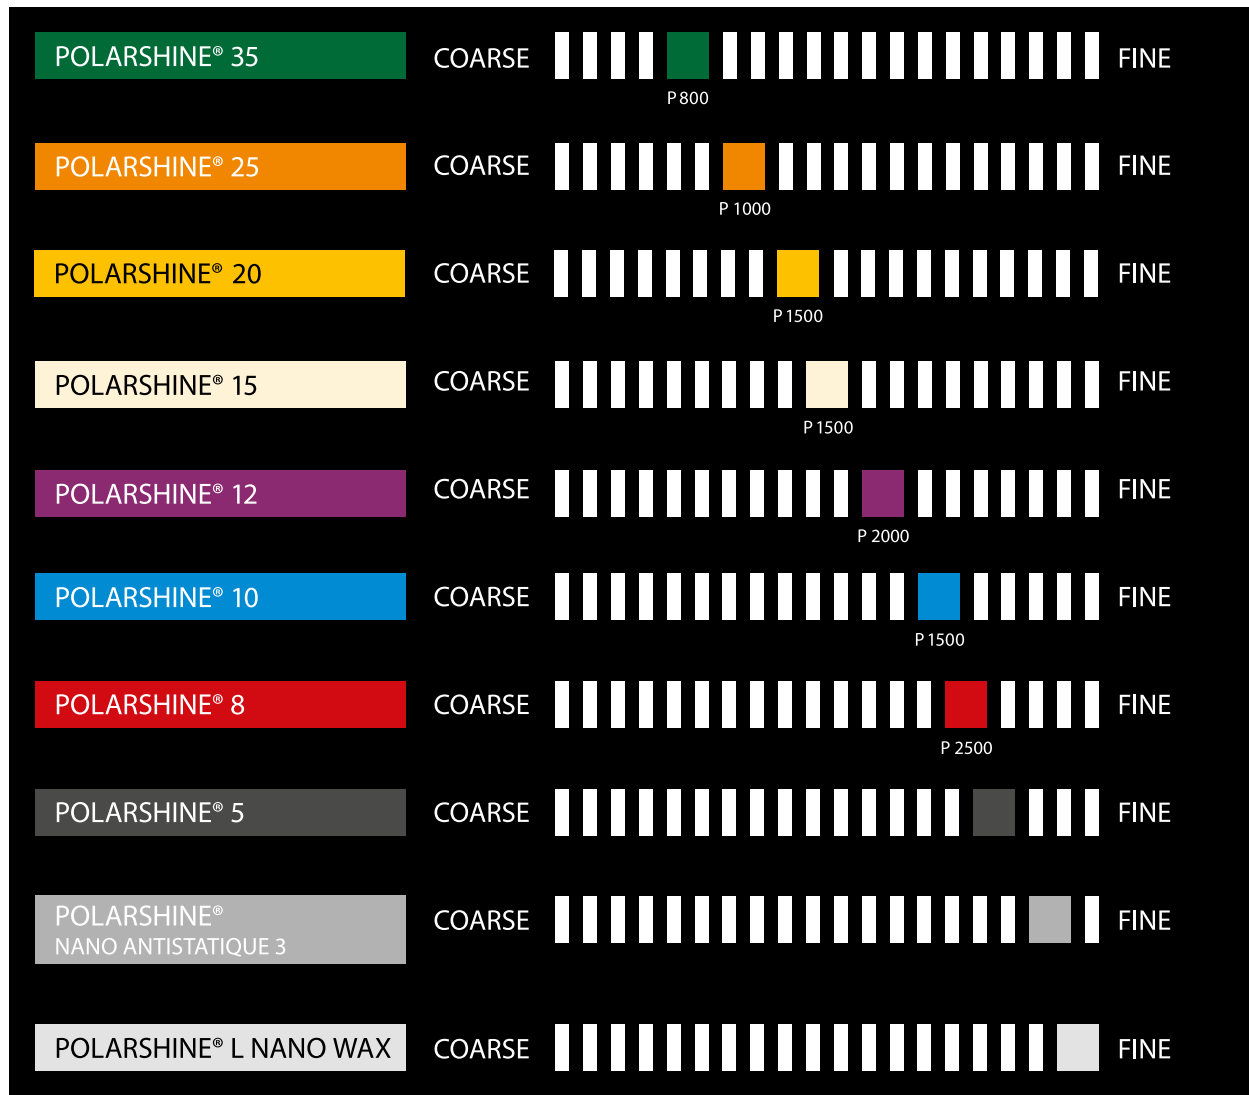 POLARSHINE® 35 COARSE FINE
P 800
POLARSHINE® 25 COARSE FINE
P 1000
POLARSHINE® 20 COARSE FINE
P 1500
POLARSHINE® 15 COARSE FINE
P 1500
POLARSHINE® 12 COARSE FINE
P 2000
POLARSHINE® 10 COARSE FINE
P 1500
POLARSHINE® 8 COARSE FINE
P 2500
POLARSHINE® 5 COARSE FINE
POLARSHINE®
NANO ANTISTATIQUE 3 COARSE FINE
POLARSHINE® L NANO WAX COARSE FINE